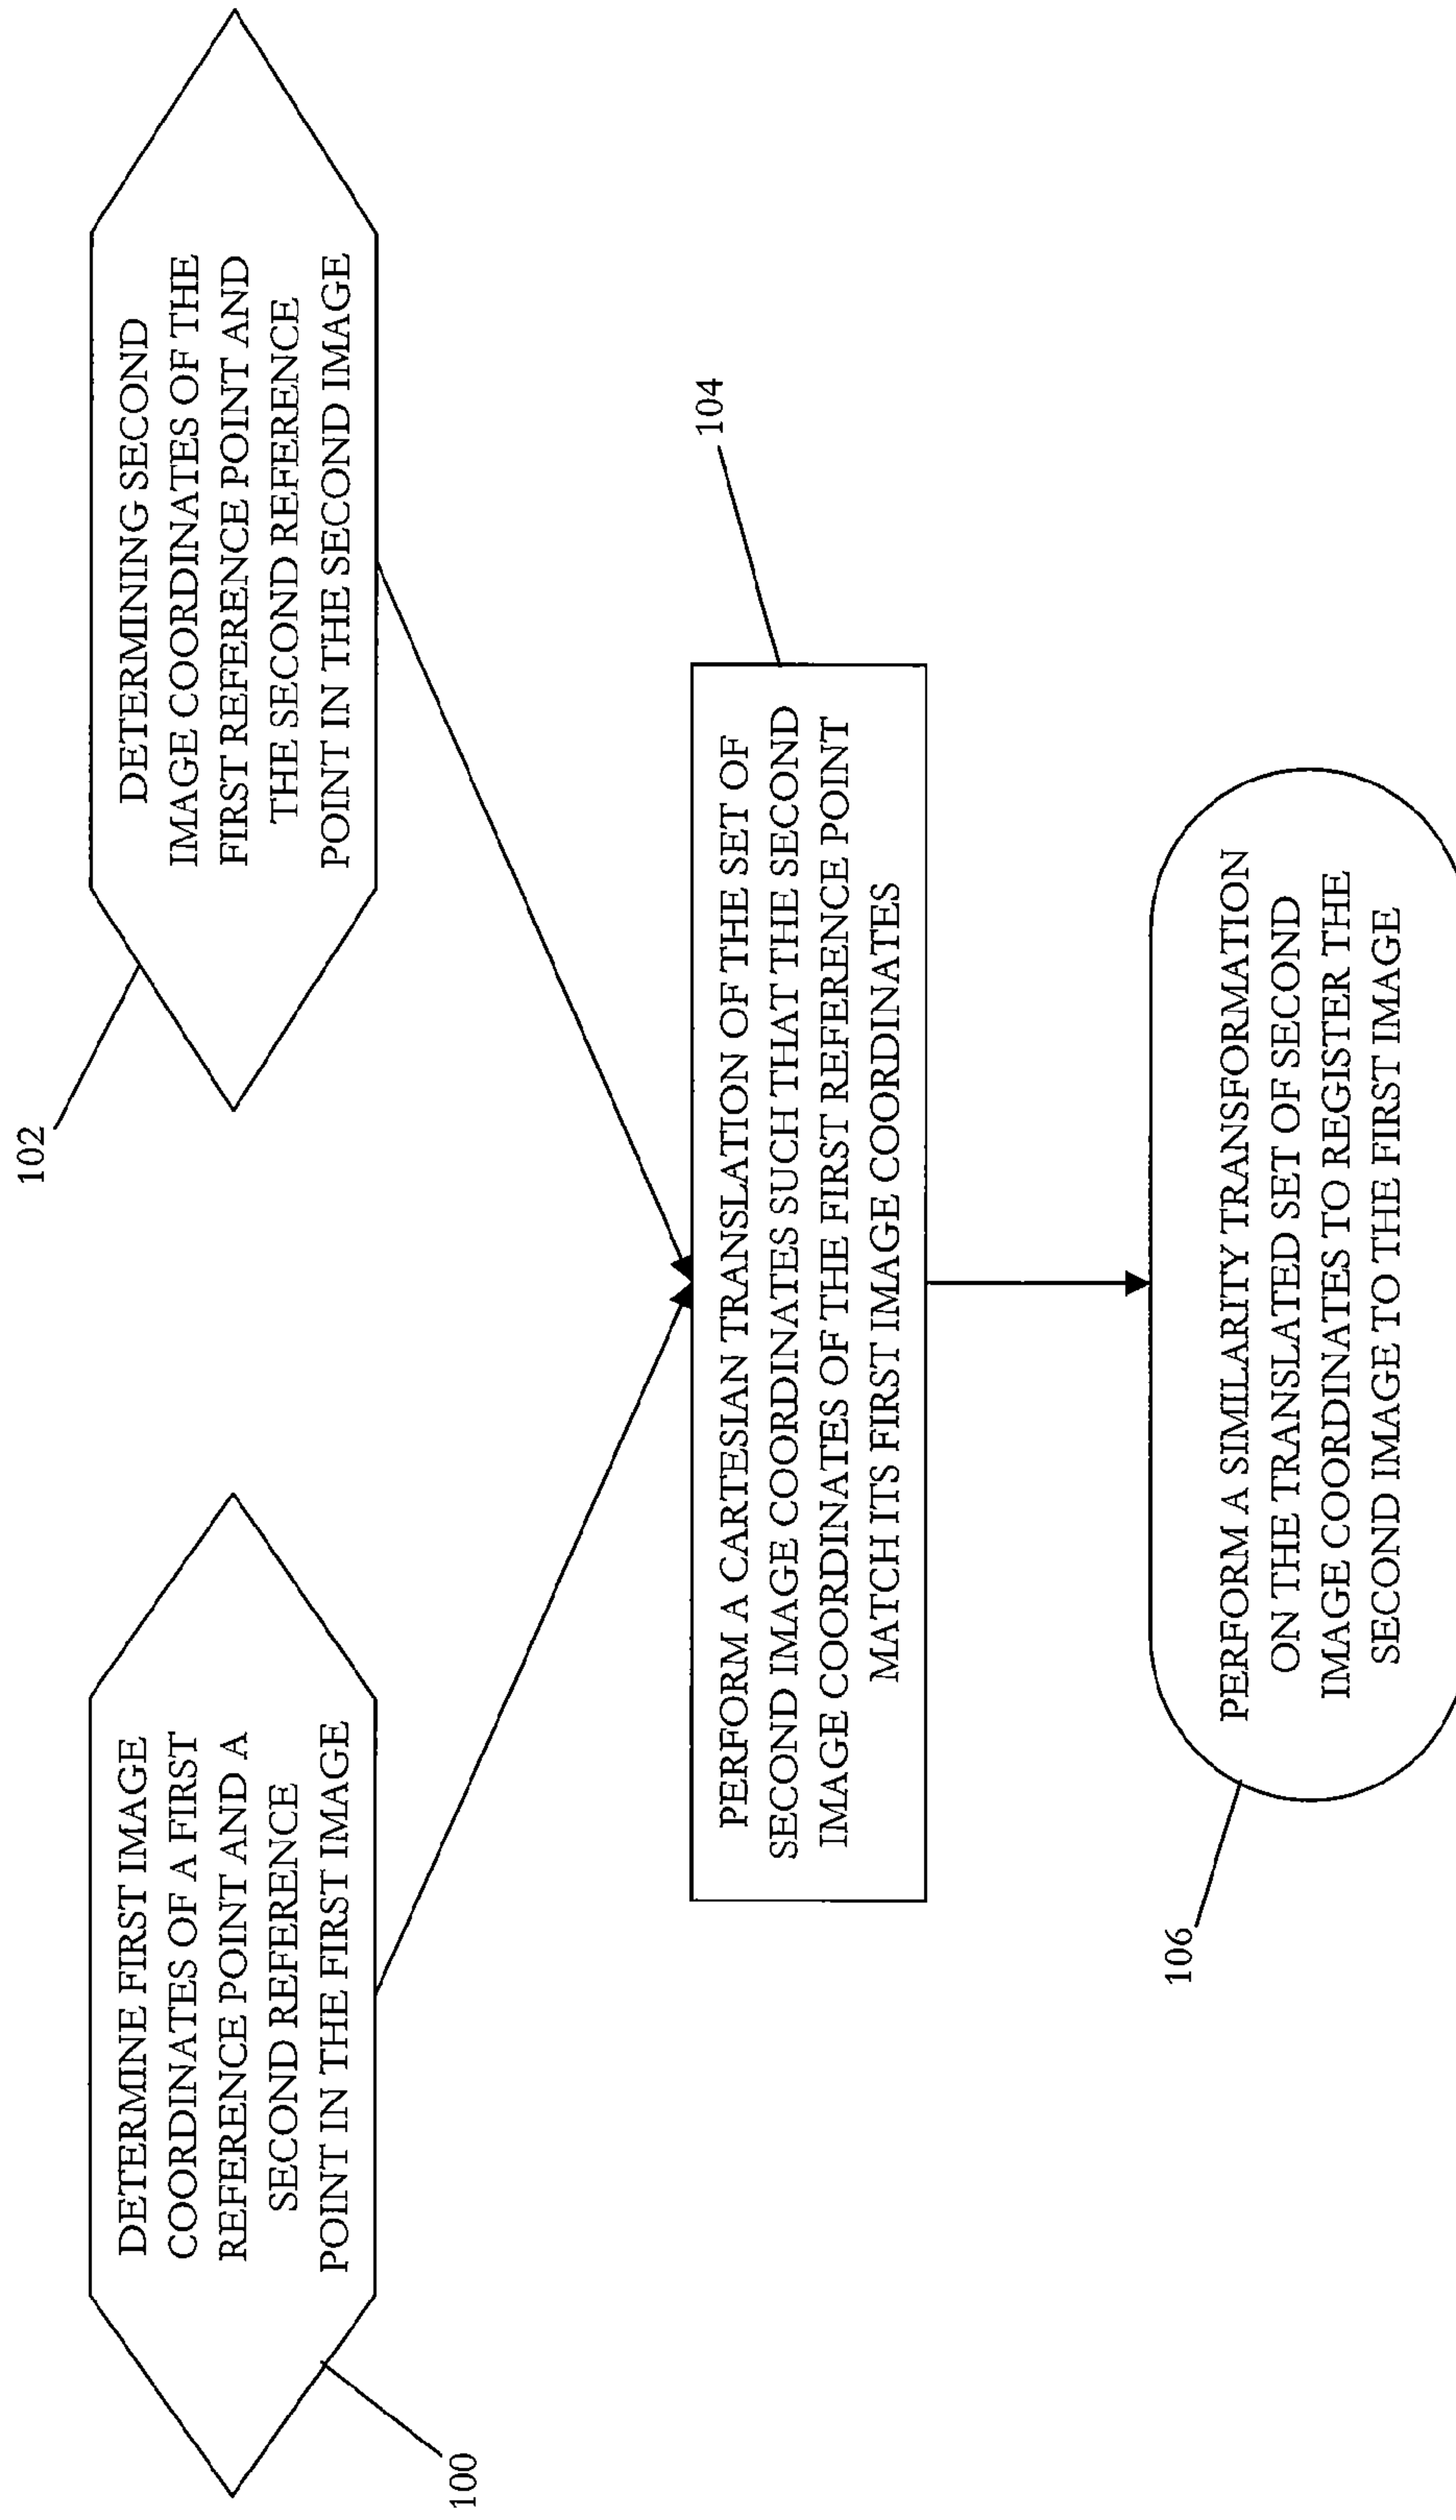 DETERMINE FIRST IMAGE
COORDINATES OF A FIRST
REFERENCE POINT AND A
SECOND REFERENCE
POINT IN THE FIRST IMAGE
100
102
DETERMINING SECOND
IMAGE COORDINATES OF THE
FIRST REFERENCE POINT AND
THE SECOND REFERENCE
POINT IN THE SECOND IMAGE
104
PERFORM A CARTESIAN TRANSLATION OF THE SET OF
SECOND IMAGE COORDINATES SUCH THAT THE SECOND
IMAGE COORDINATES OF THE FIRST REFERENCE POINT
MATCH ITS FIRST IMAGE COORDINATES
106
PERFORM A SIMILARITY TRANSFORMATION
ON THE TRANSLATED SET OF SECOND
IMAGE COORDINATES TO REGISTER THE
SECOND IMAGE TO THE FIRST IMAGE